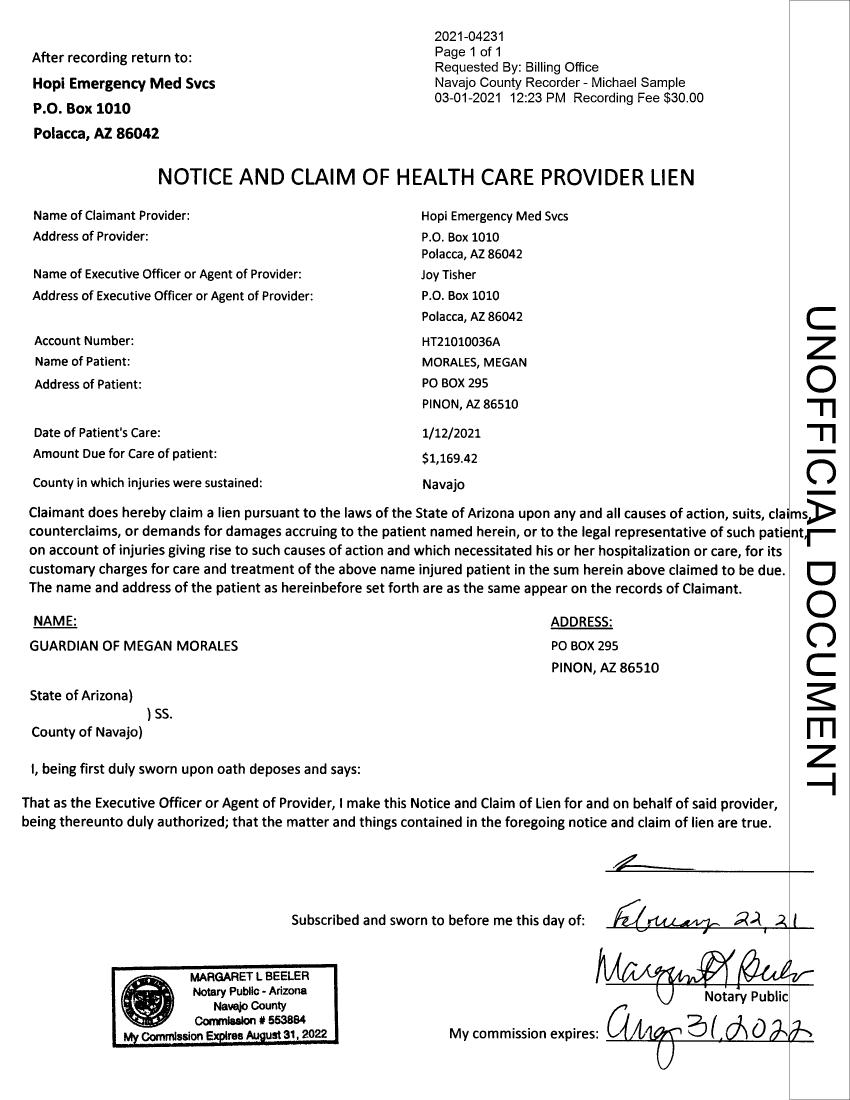 After recording return to:
Hopi Emergency Med Svcs
P.O. Box 1010
Polacca, AZ 86042
2021-04231
Page 1 of 1
Requested By: Billing Office
Navajo County Recorder - Michael Sample
03-01-2021 12:23 PM Recording Fee $30.00
NOTICE AND CLAIM OF HEALTH CARE PROVIDER LIEN
Name of Claimant Provider: Hopi Emergency Med Svcs
Address of Provider: P.O. Box 1010
Polacca, AZ 86042
Name of Executive Officer or Agent of Provider: Joy Tisher
Address of Executive Officer or Agent of Provider: P.O. Box 1010
Polacca, AZ 86042
Account Number: HT21010036A
Name of Patient: MORALES, MEGAN
Address of Patient: PO BOX 295
PINON, AZ 86510
Date of Patient's Care: 1/12/2021
Amount Due for Care of patient: $1,169.42
County in which injuries were sustained: Navajo
Claimant does hereby claim a lien pursuant to the laws of the State of Arizona upon any and all causes of action, suits, claims,
counterclaims, or demands for damages accruing to the patient named herein, or to the legal representative of such patient,
on account of injuries giving rise to such causes of action and which necessitated his or her hospitalization or care, for its
customary charges for care and treatment of the above name injured patient in the sum herein above claimed to be due.
The name and address of the patient as hereinbefore set forth are as the same appear on the records of Claimant.
NAME: ADDRESS:
GUARDIAN OF MEGAN MORALES PO BOX 295
PINON, AZ 86510
State of Arizona)
) SS.
County of Navajo)
I, being first duly sworn upon oath deposes and says:
That as the Executive Officer or Agent of Provider, I make this Notice and Claim of Lien for and on behalf of said provider,
being thereunto duly authorized; that the matter and things contained in the foregoing notice and claim of lien are true.
Subscribed and sworn to before me this day of: February 22, 21
Margaret L Beeler
Notary Public
My commission expires: Aug 31, 2022
MARGARET L BEELER
Notary Public - Arizona
Navajo County
Commission # 553884
My Commission Expires August 31, 2022
UNOFFICIAL DOCUMENT